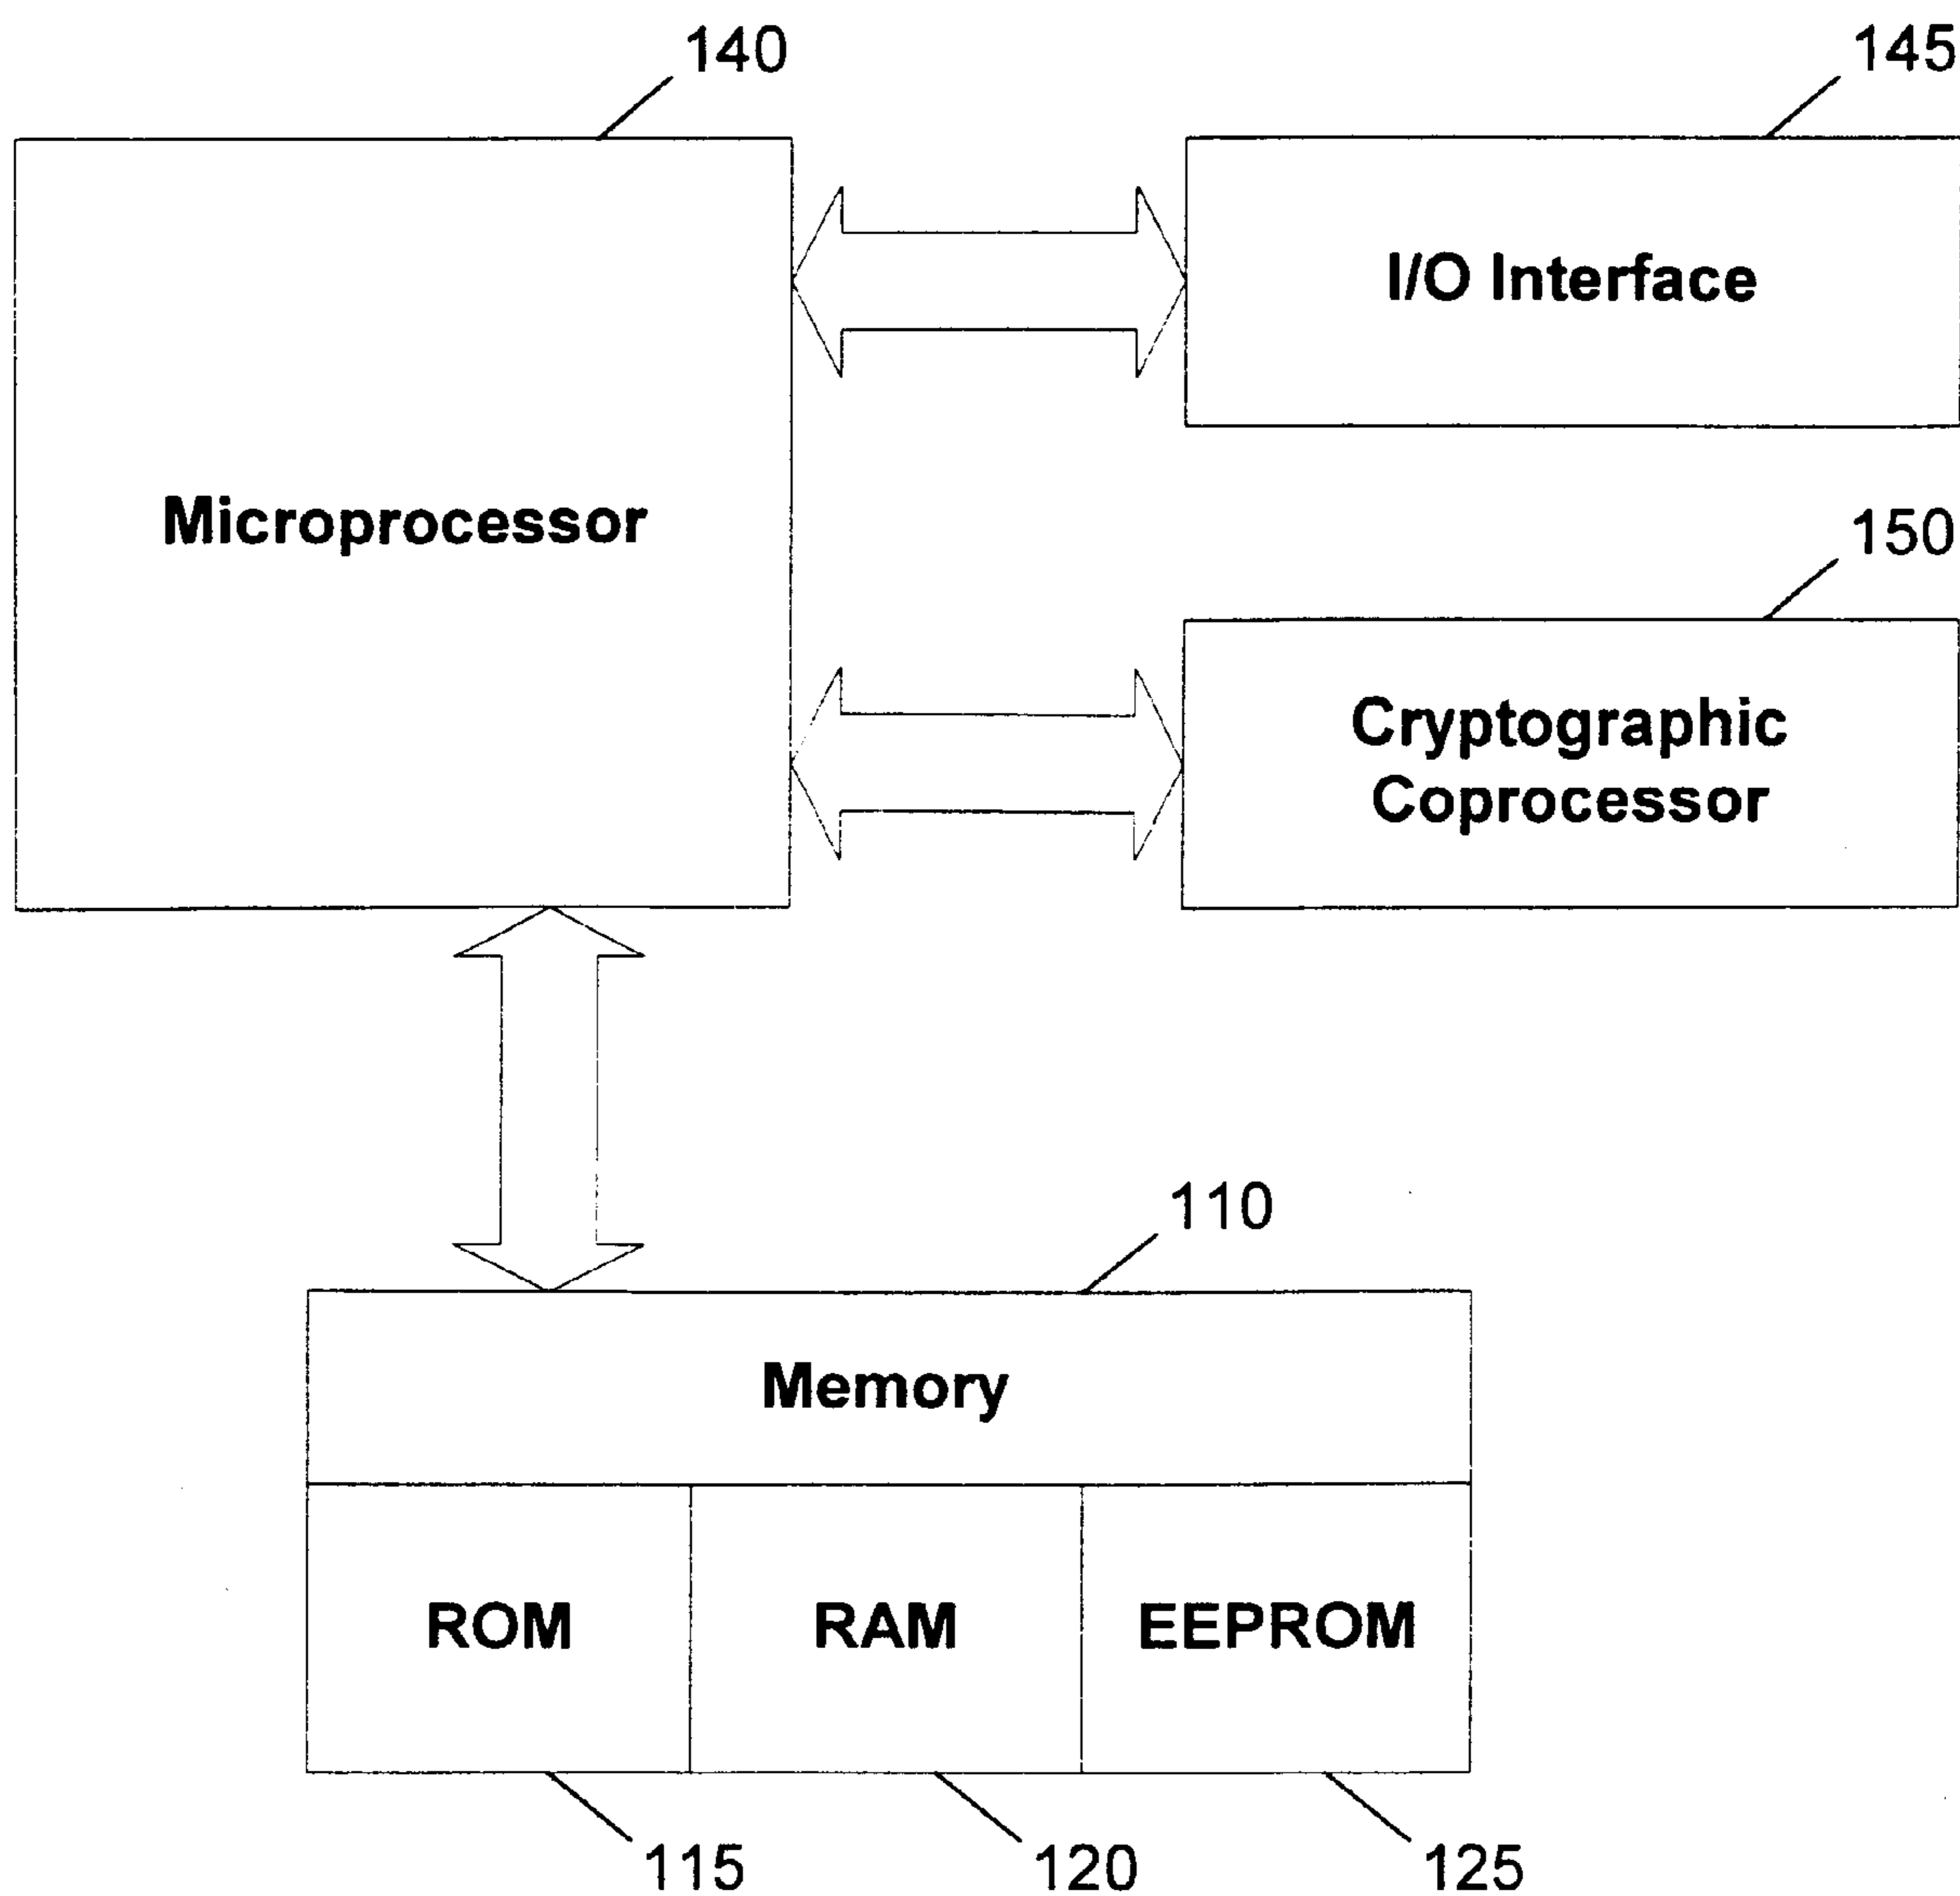 140
145
Microprocessor
I/O Interface
150
Cryptographic
Coprocessor
110
Memory
ROM
RAM
EEPROM
115
120
125